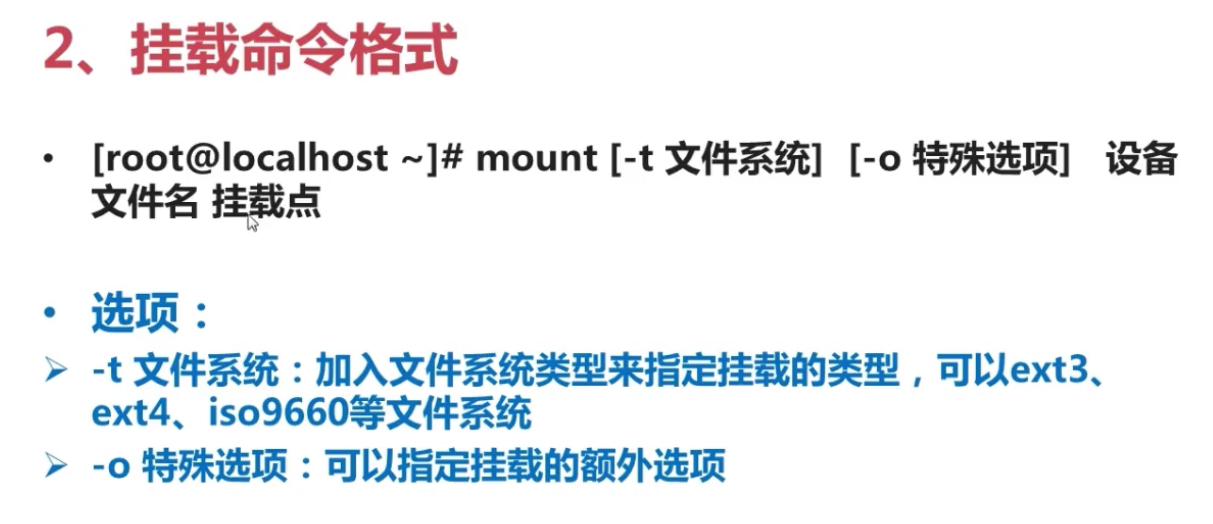 2、挂载命令格式
• [root@localhost ~]# mount [-t 文件系统] [-o 特殊选项] 设备
文件名 挂载点
• 选项：
➢ -t 文件系统：加入文件系统类型来指定挂载的类型，可以ext3、
ext4、iso9660等文件系统
➢ -o 特殊选项：可以指定挂载的额外选项